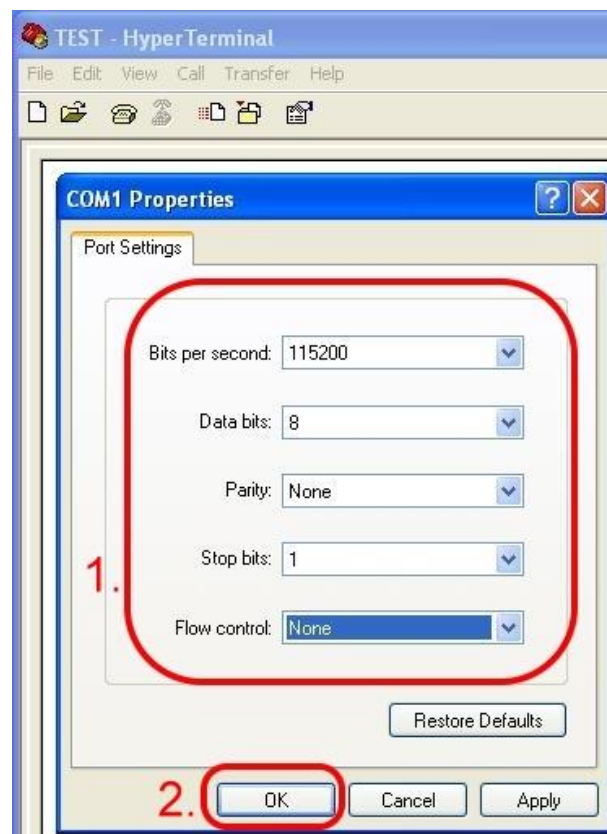 TEST - HyperTerminal
File Edit View Call Transfer Help
COM1 Properties
Port Settings
Bits per second: 115200
Data bits: 8
Parity: None
Stop bits: 1
1.
Flow control: None
Restore Defaults
2.
OK Cancel Apply